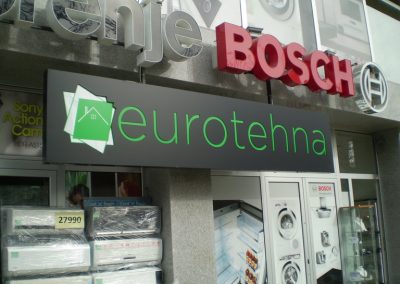 renje
BOSCH
Sony
Action
Cam
eurotehna
BOSCH
27990